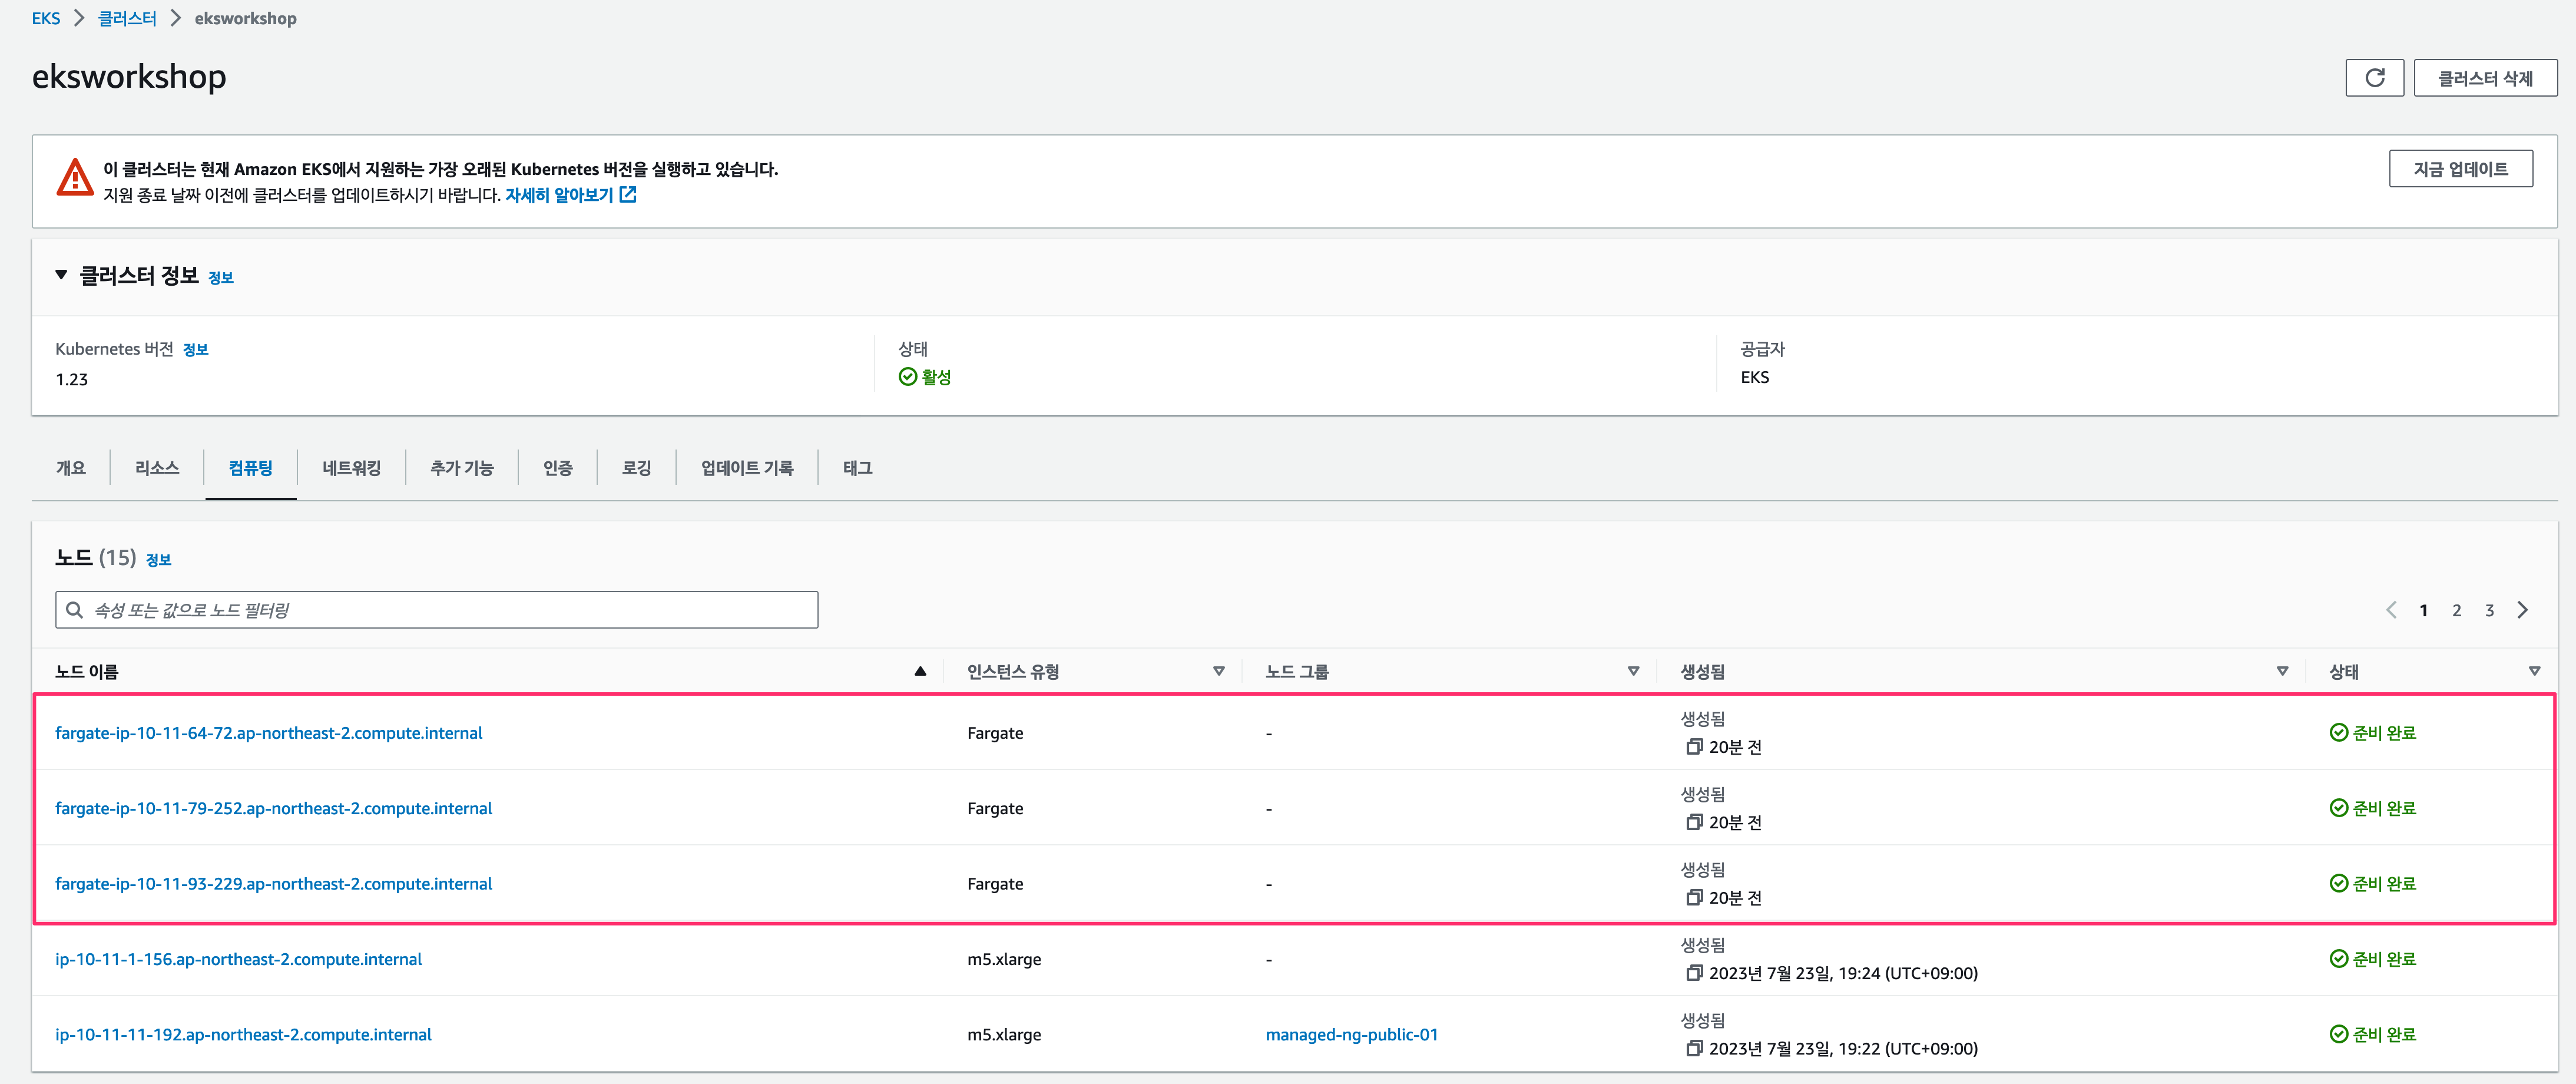 EKS > 클러스터 > eksworkshop
eksworkshop
클러스터 삭제
이 클러스터는 현재 Amazon EKS에서 지원하는 가장 오래된 Kubernetes 버전을 실행하고 있습니다.
지원 종료 날짜 이전에 클러스터를 업데이트하시기 바랍니다. 자세히 알아보기
지금 업데이트
클러스터 정보 정보
Kubernetes 버전 정보
1.23
상태
활성
공급자
EKS
개요 리소스 컴퓨팅 네트워킹 추가 기능 인증 로깅 업데이트 기록 태그
노드 (15) 정보
속성 또는 값으로 노드 필터링
1 2 3
노드 이름 인스턴스 유형 노드 그룹 생성됨 상태
fargate-ip-10-11-64-72.ap-northeast-2.compute.internal Fargate - 생성됨
20분 전 준비 완료
fargate-ip-10-11-79-252.ap-northeast-2.compute.internal Fargate - 생성됨
20분 전 준비 완료
fargate-ip-10-11-93-229.ap-northeast-2.compute.internal Fargate - 생성됨
20분 전 준비 완료
ip-10-11-1-156.ap-northeast-2.compute.internal m5.xlarge - 생성됨
2023년 7월 23일, 19:24 (UTC+09:00) 준비 완료
ip-10-11-11-192.ap-northeast-2.compute.internal m5.xlarge managed-ng-public-01 생성됨
2023년 7월 23일, 19:22 (UTC+09:00) 준비 완료